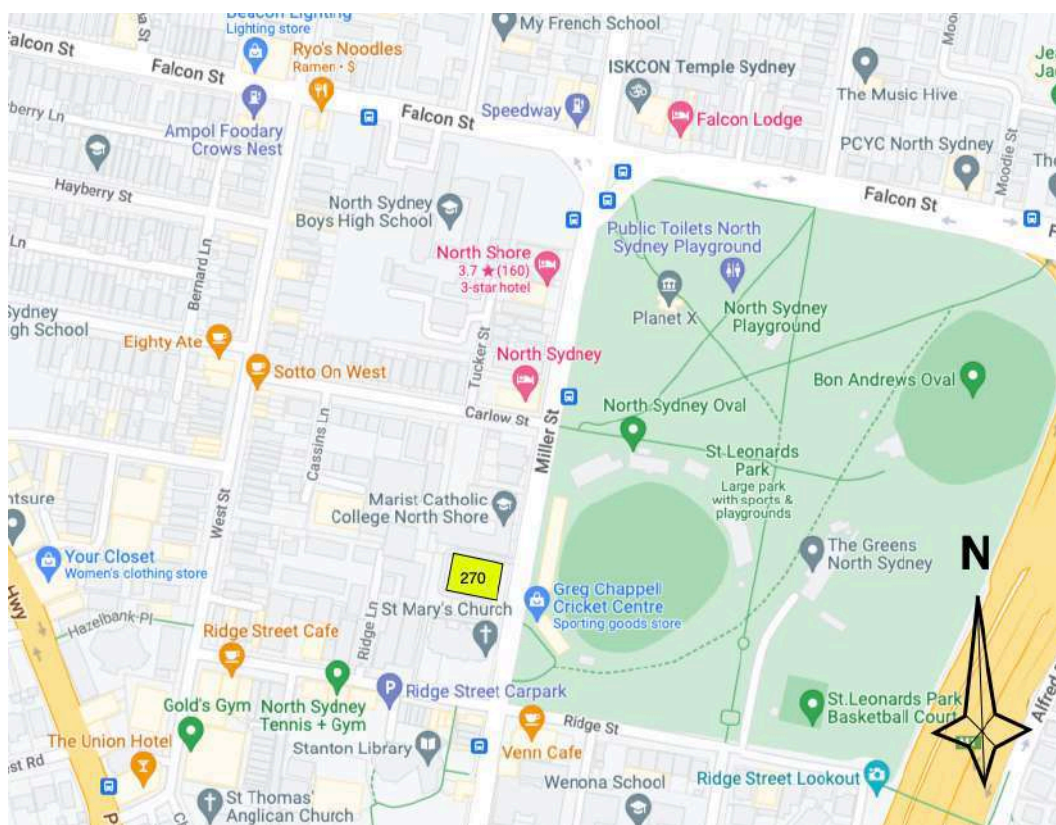 Beacon Lighting
Lighting store
My French School
Falcon St
Ryo's Noodles
Ramen • $
Falcon St
ISKCON Temple Sydney
The Music Hive
Speedway
Falcon St
Falcon Lodge
Ampol Foodary
Crows Nest
PCYC North Sydney
Moodie St
Hayberry St
North Sydney
Boys High School
Falcon St
Public Toilets North
Sydney Playground
Bernard Ln
North Shore
3.7 ★ (160)
3-star hotel
Planet X
North Sydney
Playground
Sydney
gh School
Eighty Ate
Tucker St
Sotto On West
North Sydney
Bon Andrews Oval
Carlow St
Miller St
North Sydney Oval
Cassins Ln
St Leonards
Park
Large park
with sports &
playgrounds
West St
Marist Catholic
College North Shore
Your Closet
Women's clothing store
270
The Greens
North Sydney
N
Hwy
Greg Chappell
Cricket Centre
Sporting goods store
St Mary's Church
Hazelbank Pl
Ridge Ln
Ridge Street Cafe
Ridge Street Carpark
Gold's Gym
North Sydney
Tennis + Gym
St.Leonards Park
Basketball Court
Ridge St
The Union Hotel
Stanton Library
Venn Cafe
Wenona School
Ridge Street Lookout
St Thomas'
Anglican Church